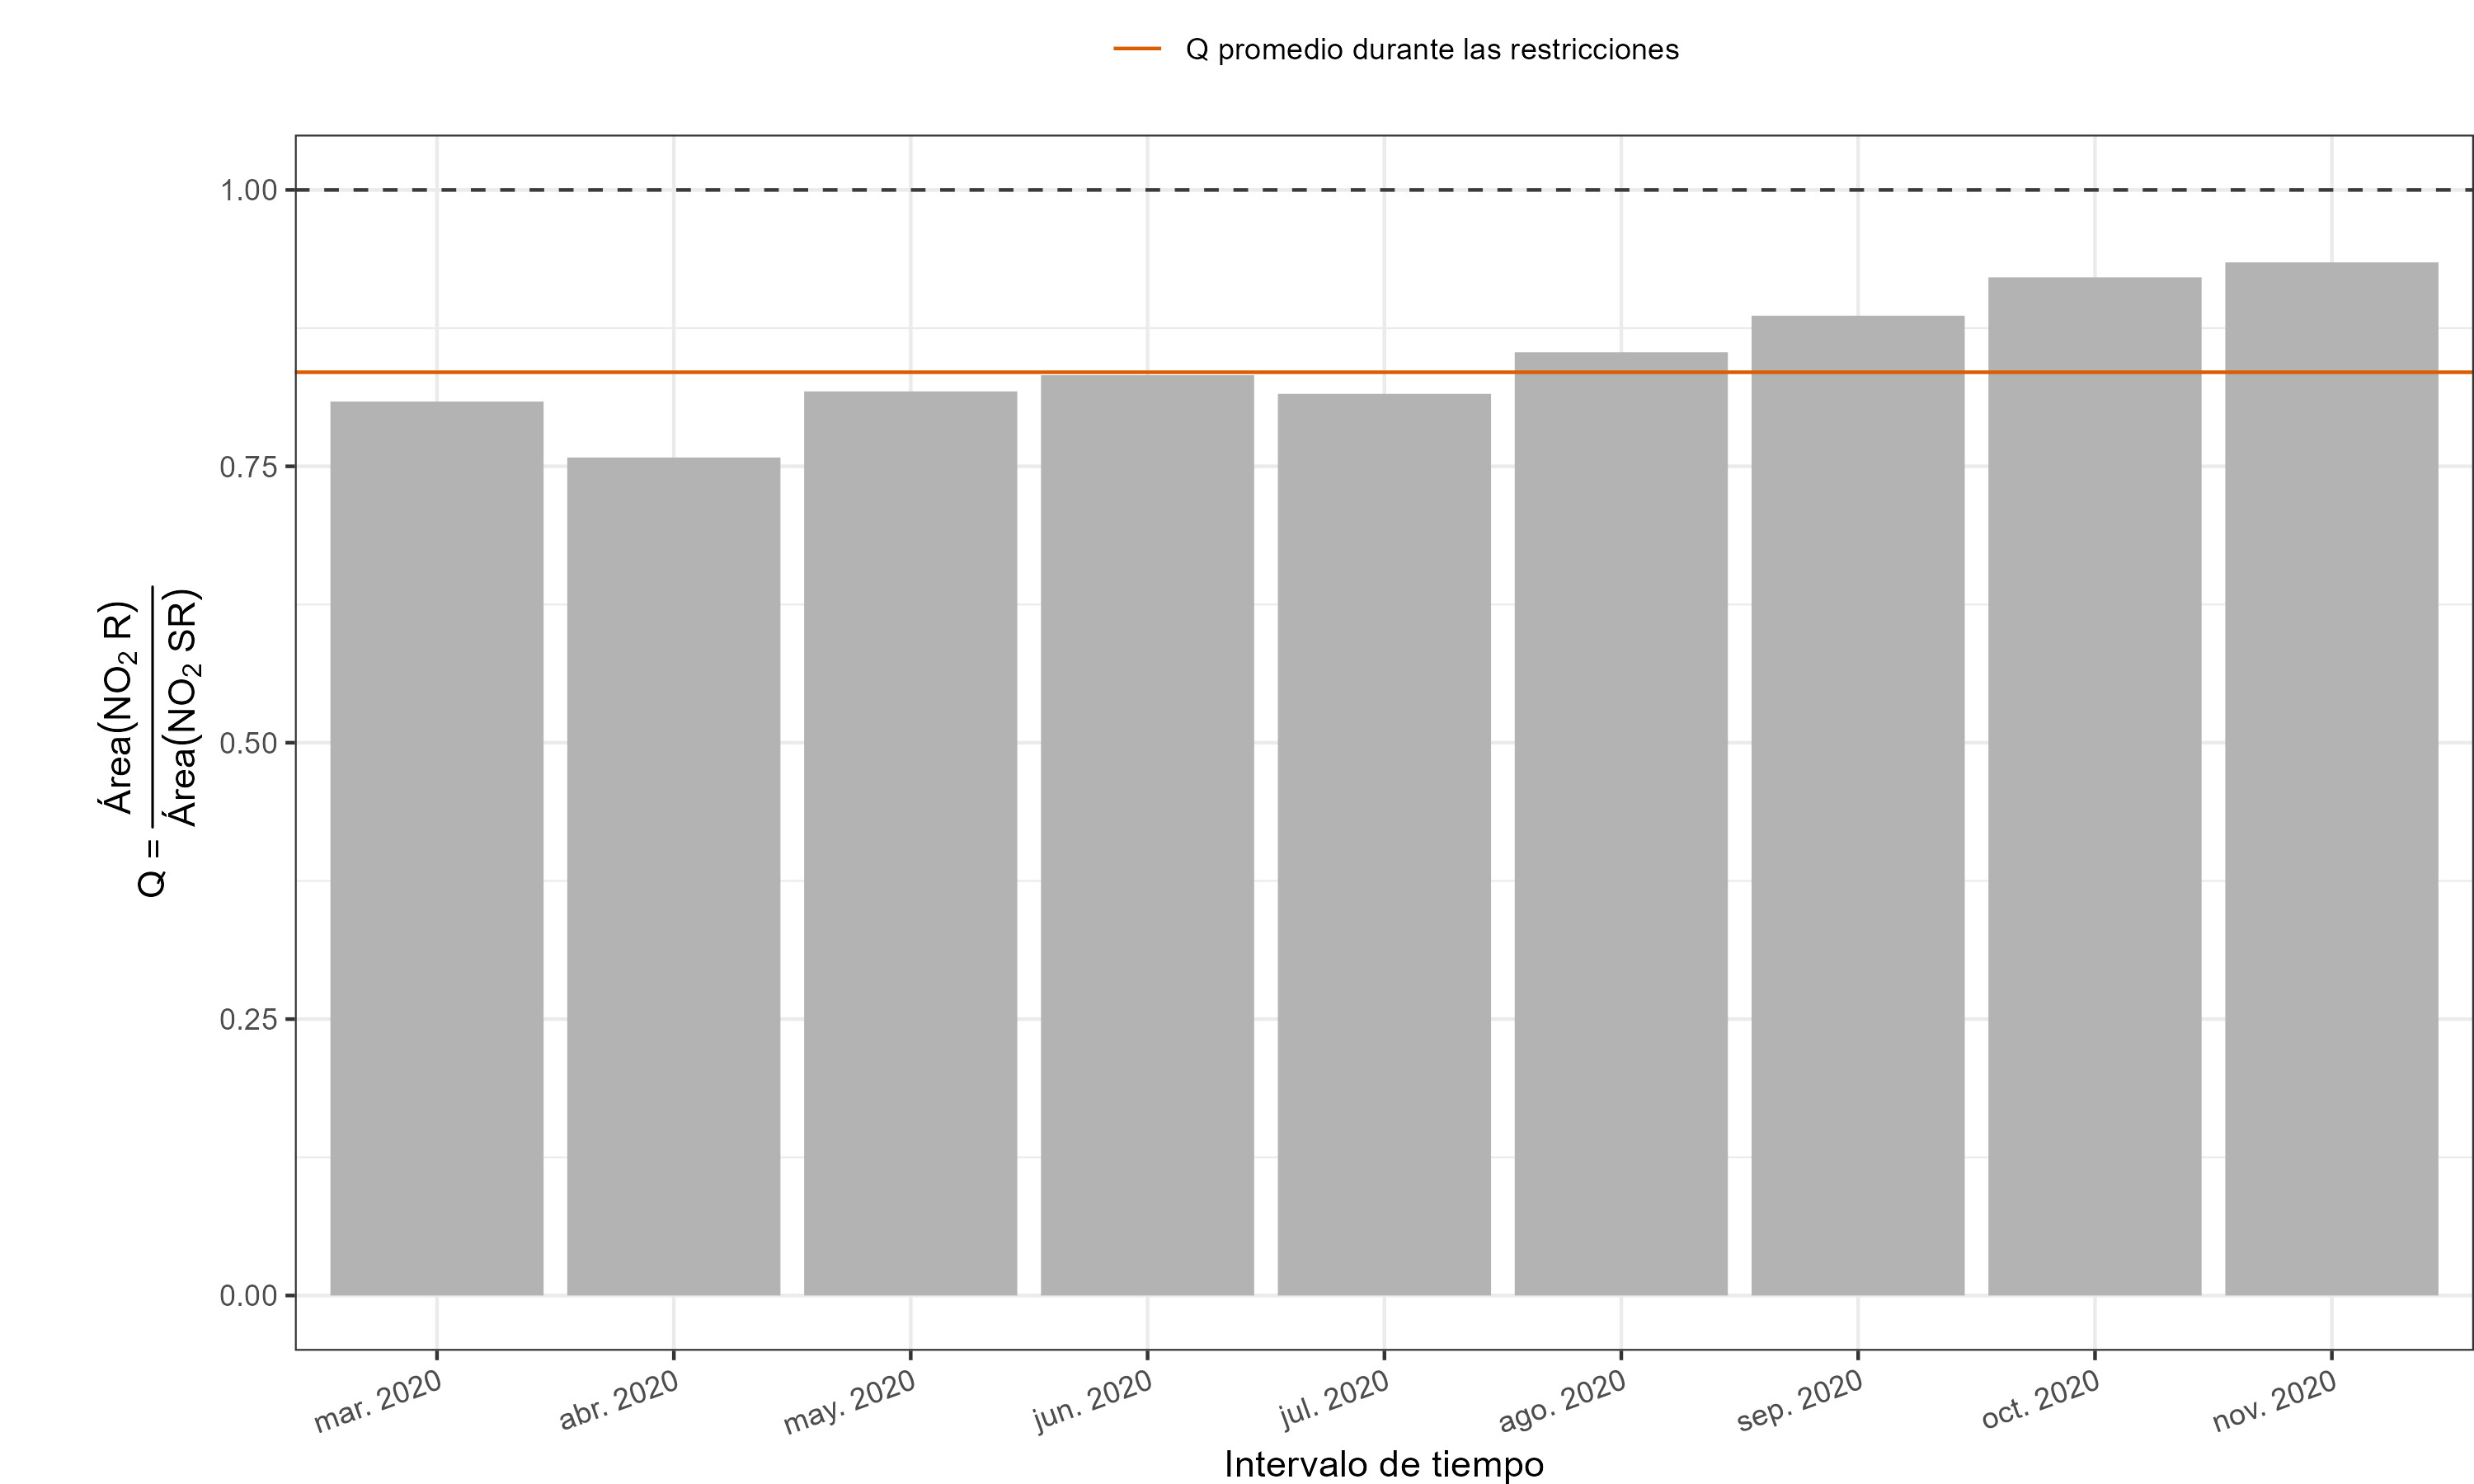 Q promedio durante las restricciones
Q = Área(NO₂ R)
Área(NO₂ SR)
1.00
0.75
0.50
0.25
0.00
mar. 2020
abr. 2020
may. 2020
jun. 2020
jul. 2020
ago. 2020
sep. 2020
oct. 2020
nov. 2020
Intervalo de tiempo